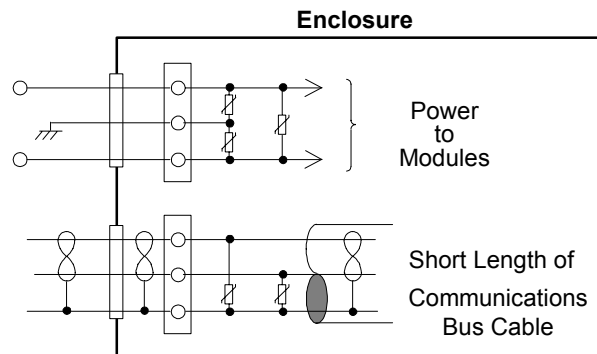 Enclosure
Power
to
Modules
Short Length of
Communications
Bus Cable